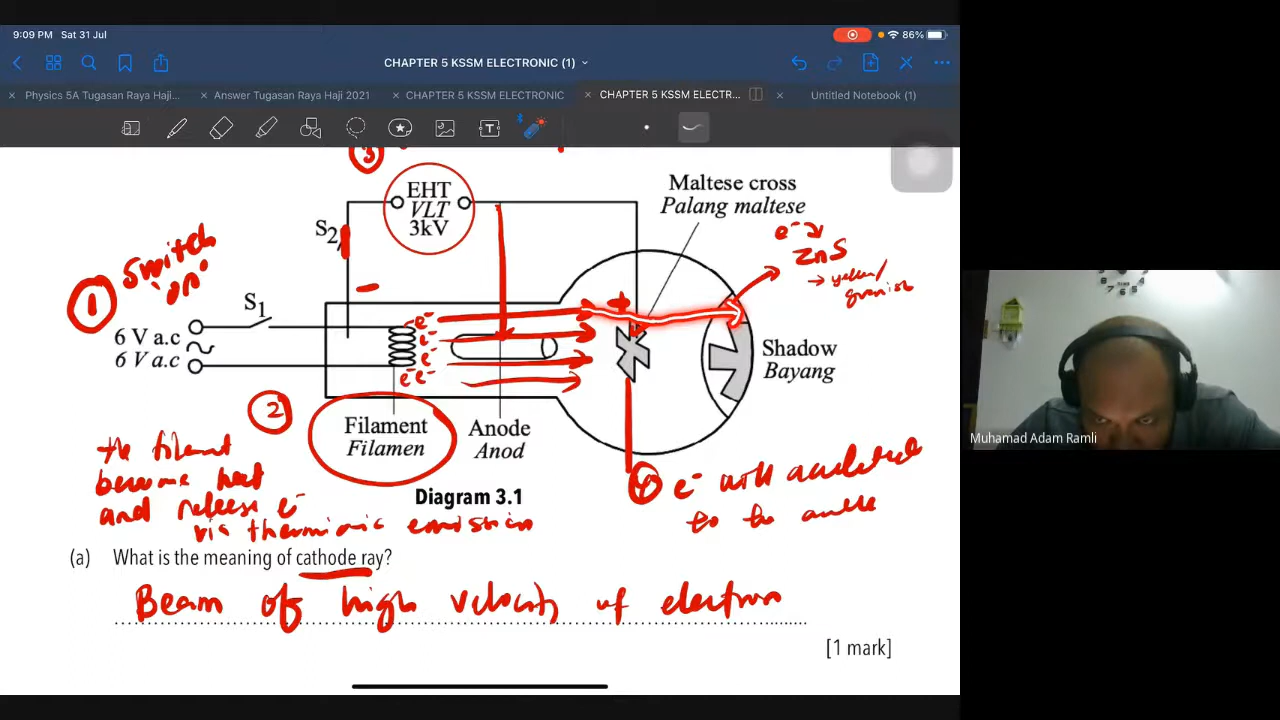 9:09 PM Sat 31 Jul
86%
CHAPTER 5 KSSM ELECTRONIC (1)
Physics 5A Tugasan Raya Haji...
Answer Tugasan Raya Haji 2021
CHAPTER 5 KSSM ELECTRONIC
CHAPTER 5 KSSM ELECTR...
Untitled Notebook (1)
3
EHT
VLT
3kV
Maltese cross
Palang maltese
S2
e-
ZnS
→ yellow/
1
Switch
"on"
S1
6 V a.c
6 V a.c
e-
e-
e-
e-e-
+
Shadow
Bayang
2
Filament
Filamen
Anode
Anod
the filament
become heat
and release e-
via thermionic emission
Diagram 3.1
4 e- will
to the
(a) What is the meaning of cathode ray?
Beam of high velocity of electron
[1 mark]
Muhamad Adam Ramli